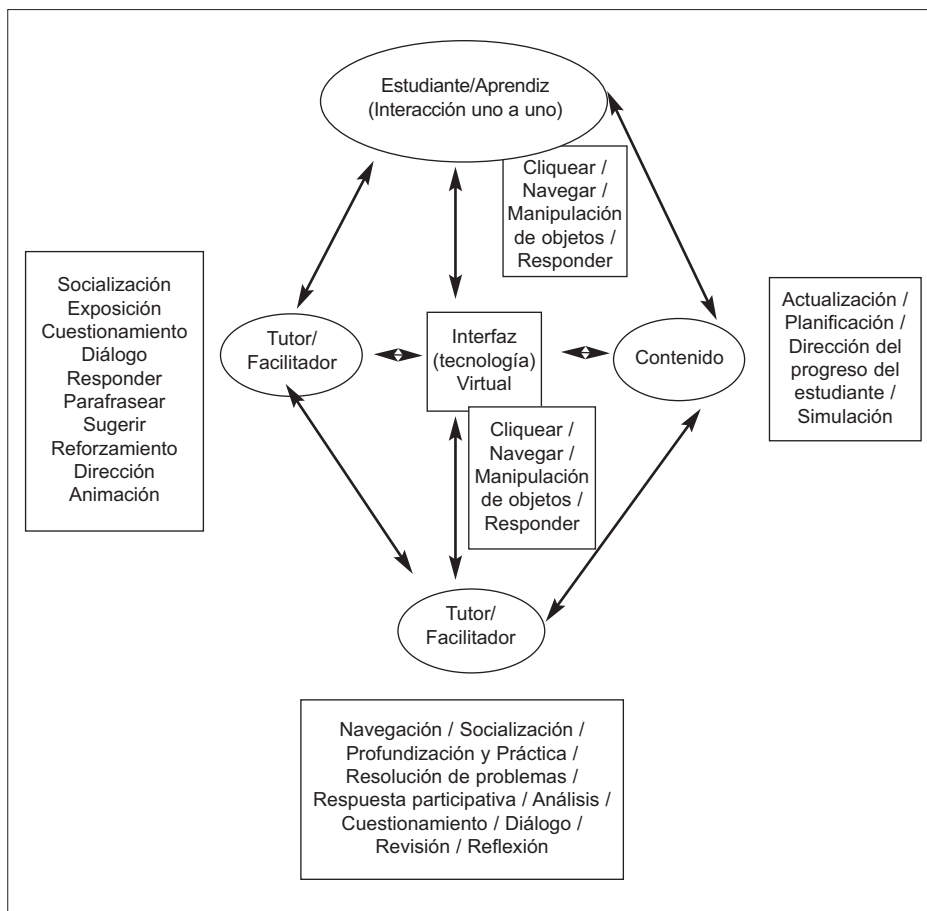 Estudiante/Aprendiz
(Interacción uno a uno)
Cliquear /
Navegar /
Manipulación
de objetos /
Responder
Socialización
Exposición
Cuestionamiento
Diálogo
Responder
Parafrasear
Sugerir
Reforzamiento
Dirección
Animación
Tutor/
Facilitador
Interfaz
(tecnología)
Virtual
Contenido
Actualización /
Planificación /
Dirección del
progreso del
estudiante /
Simulación
Cliquear /
Navegar /
Manipulación
de objetos /
Responder
Tutor/
Facilitador
Navegación / Socialización /
Profundización y Práctica /
Resolución de problemas /
Respuesta participativa / Análisis /
Cuestionamiento / Diálogo /
Revisión / Reflexión